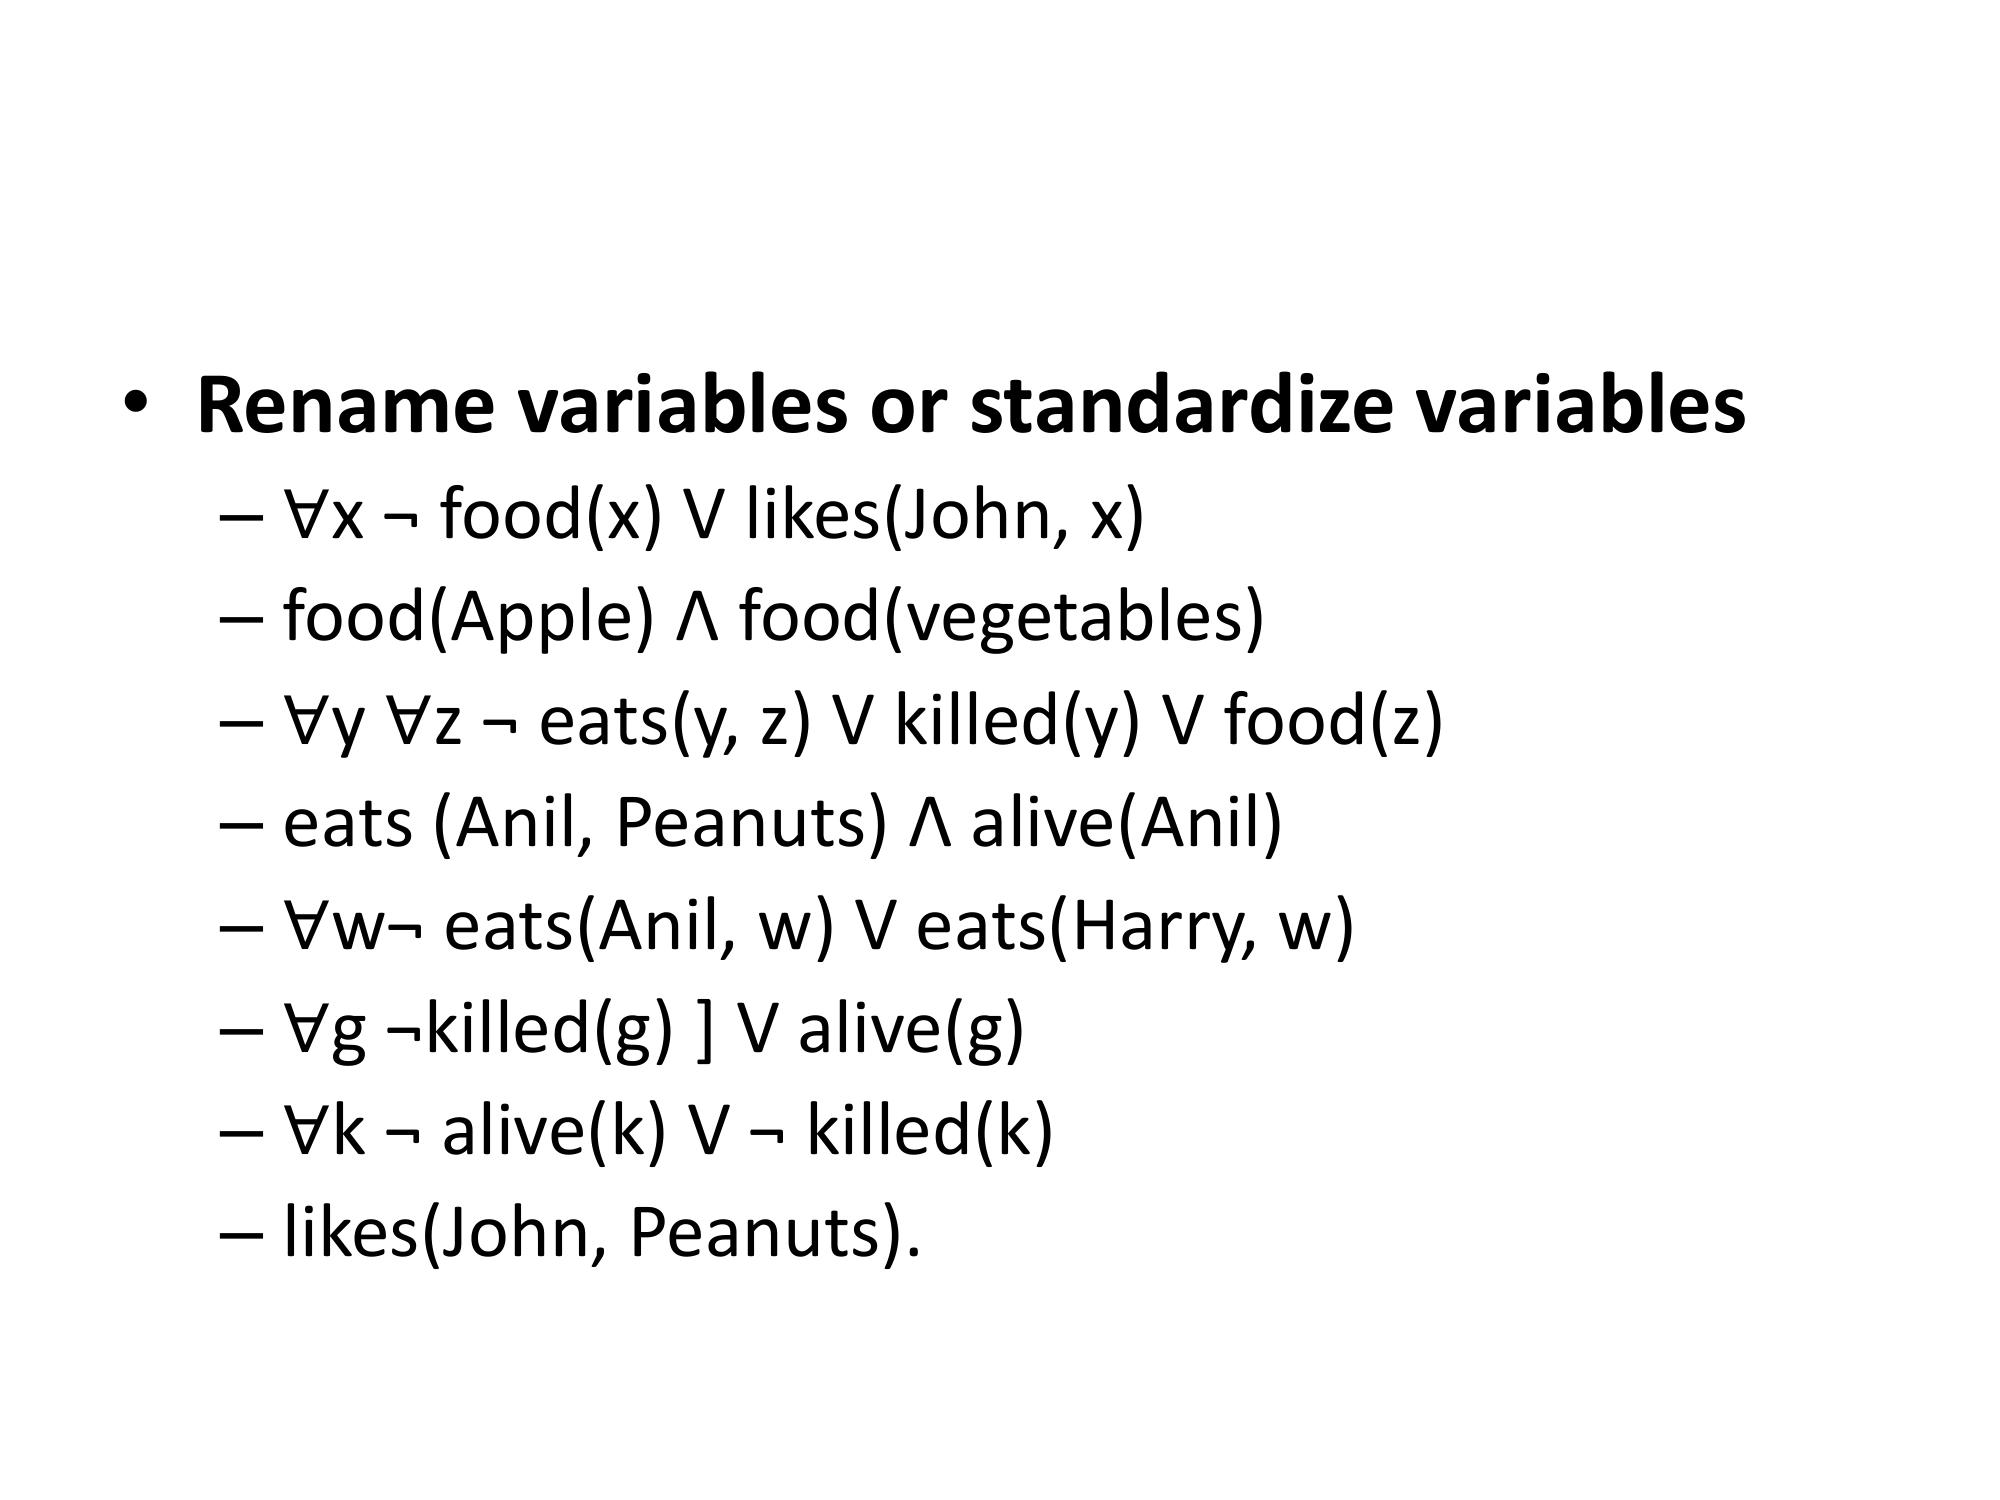 • Rename variables or standardize variables
– ∀x ¬ food(x) V likes(John, x)
– food(Apple) Λ food(vegetables)
– ∀y ∀z ¬ eats(y, z) V killed(y) V food(z)
– eats (Anil, Peanuts) Λ alive(Anil)
– ∀w¬ eats(Anil, w) V eats(Harry, w)
– ∀g ¬killed(g) ] V alive(g)
– ∀k ¬ alive(k) V ¬ killed(k)
– likes(John, Peanuts).